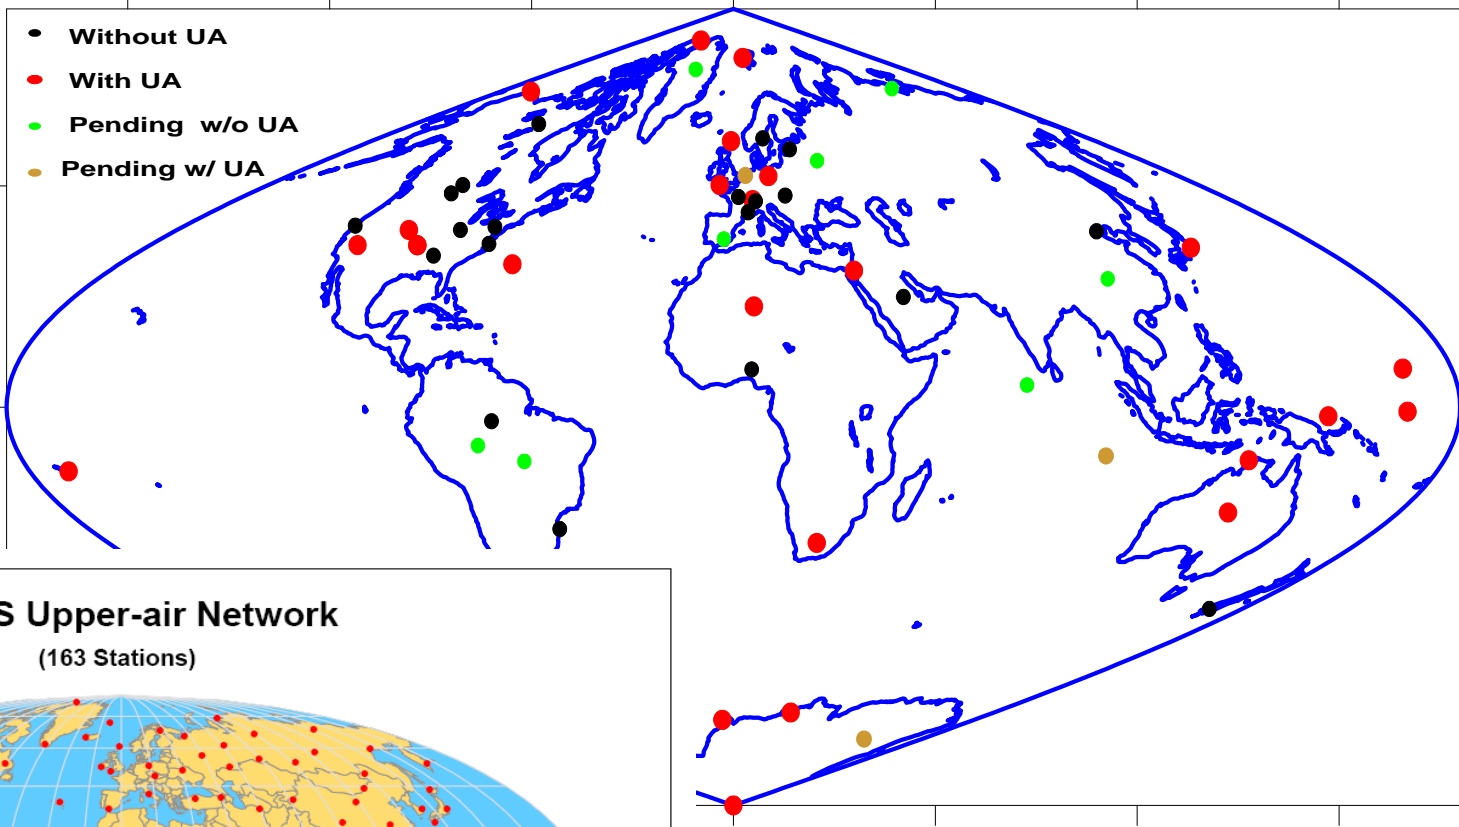 Without UA
With UA
Pending w/o UA
Pending w/ UA
S Upper-air Network
(163 Stations)